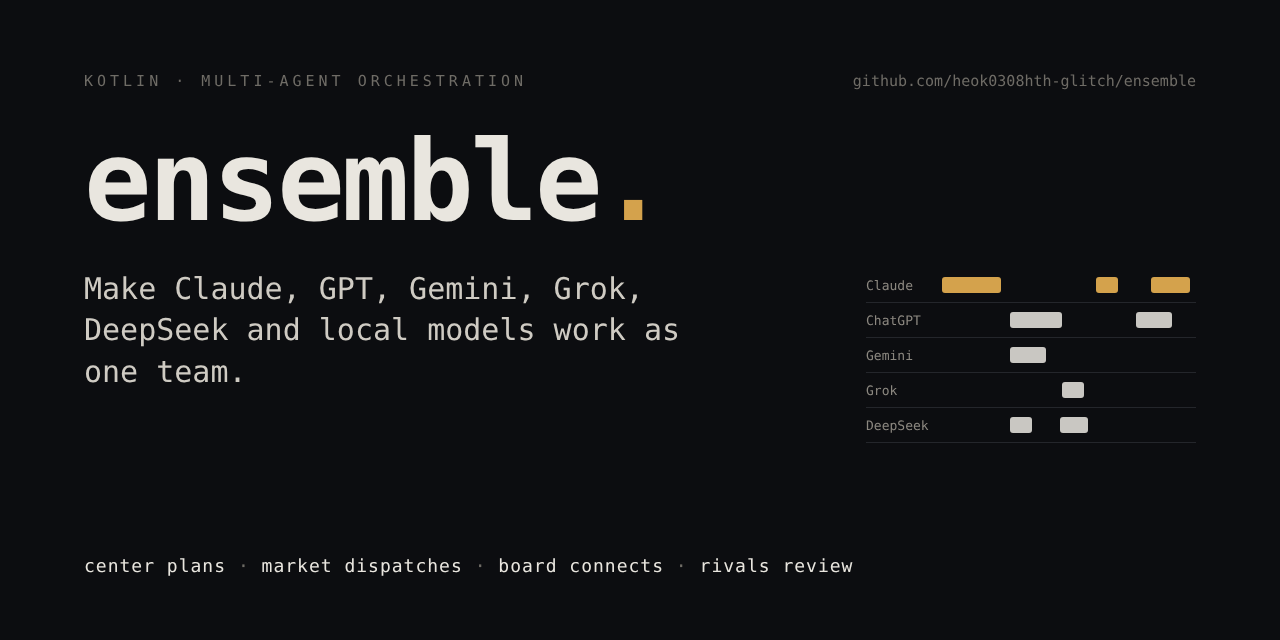 KOTLIN · MULTI-AGENT ORCHESTRATION
github.com/heok0308hth-glitch/ensemble
ensemble.
Make Claude, GPT, Gemini, Grok,
DeepSeek and local models work as
one team.
Claude
ChatGPT
Gemini
Grok
DeepSeek
center plans · market dispatches · board connects · rivals review